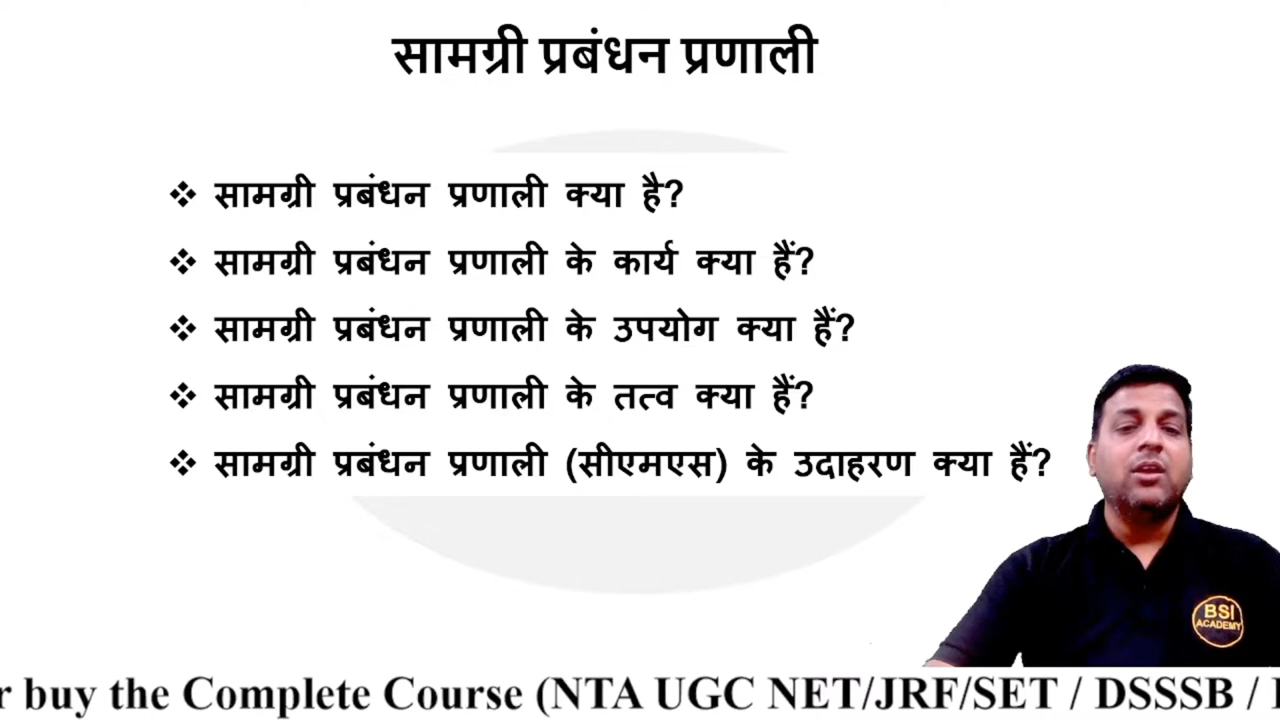 सामग्री प्रबंधन प्रणाली
❖ सामग्री प्रबंधन प्रणाली क्या है?
❖ सामग्री प्रबंधन प्रणाली के कार्य क्या हैं?
❖ सामग्री प्रबंधन प्रणाली के उपयोग क्या हैं?
❖ सामग्री प्रबंधन प्रणाली के तत्व क्या हैं?
❖ सामग्री प्रबंधन प्रणाली (सीएमएस) के उदाहरण क्या हैं?
BSI
ACADEMY
r buy the Complete Course (NTA UGC NET/JRF/SET / DSSSB /